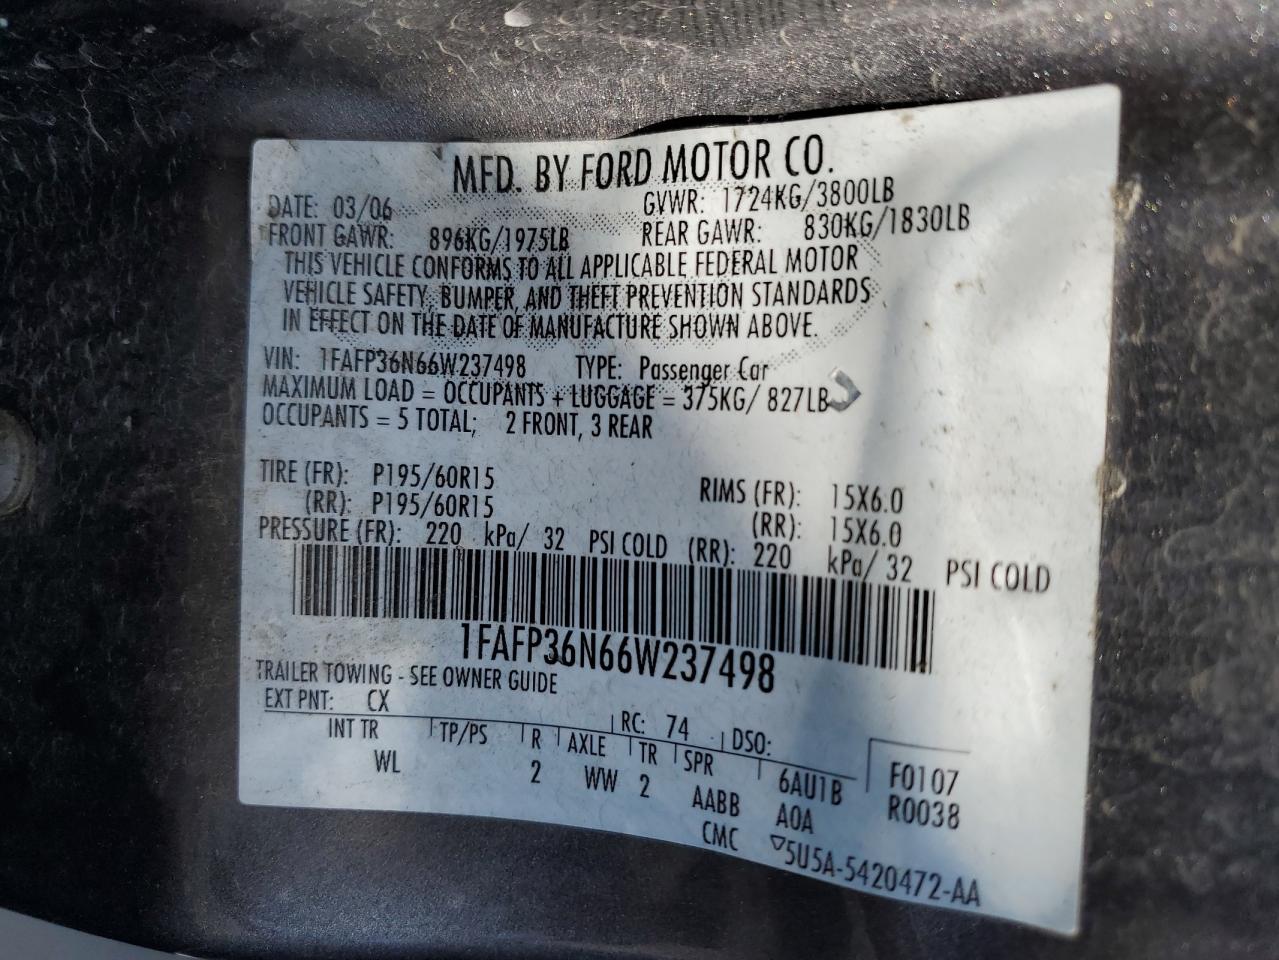 MFD. BY FORD MOTOR CO.
DATE: 03/06 GVWR: 1724KG/3800LB
FRONT GAWR: 896KG/1975LB REAR GAWR: 830KG/1830LB
THIS VEHICLE CONFORMS TO ALL APPLICABLE FEDERAL MOTOR
VEHICLE SAFETY, BUMPER, AND THEFT PREVENTION STANDARDS
IN EFFECT ON THE DATE OF MANUFACTURE SHOWN ABOVE.
VIN: 1FAFP36N66W237498 TYPE: Passenger Car
MAXIMUM LOAD = OCCUPANTS + LUGGAGE = 375KG/ 827LB
OCCUPANTS = 5 TOTAL; 2 FRONT, 3 REAR
TIRE (FR): P195/60R15 RIMS (FR): 15X6.0
(RR): P195/60R15 (RR): 15X6.0
PRESSURE (FR): 220 kPa/ 32 PSI COLD (RR): 220 kPa/ 32 PSI COLD
1FAFP36N66W237498
TRAILER TOWING - SEE OWNER GUIDE
EXT PNT: CX RC: 74 DSO:
INT TR TP/PS R AXLE TR SPR 6AU1B F0107
WL 2 WW 2 AABB A0A R0038
CMC ▽5U5A-5420472-AA